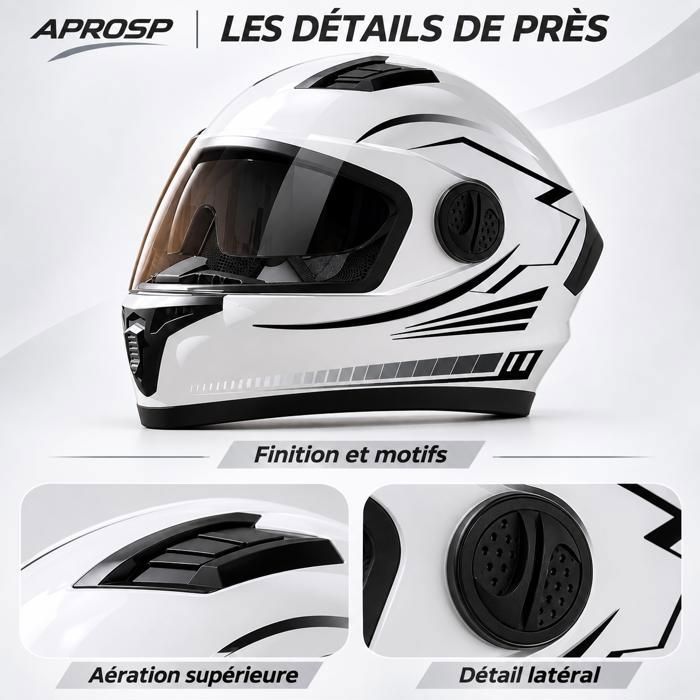 APROSP
LES DÉTAILS DE PRÈS
Finition et motifs
Aération supérieure
Détail latéral